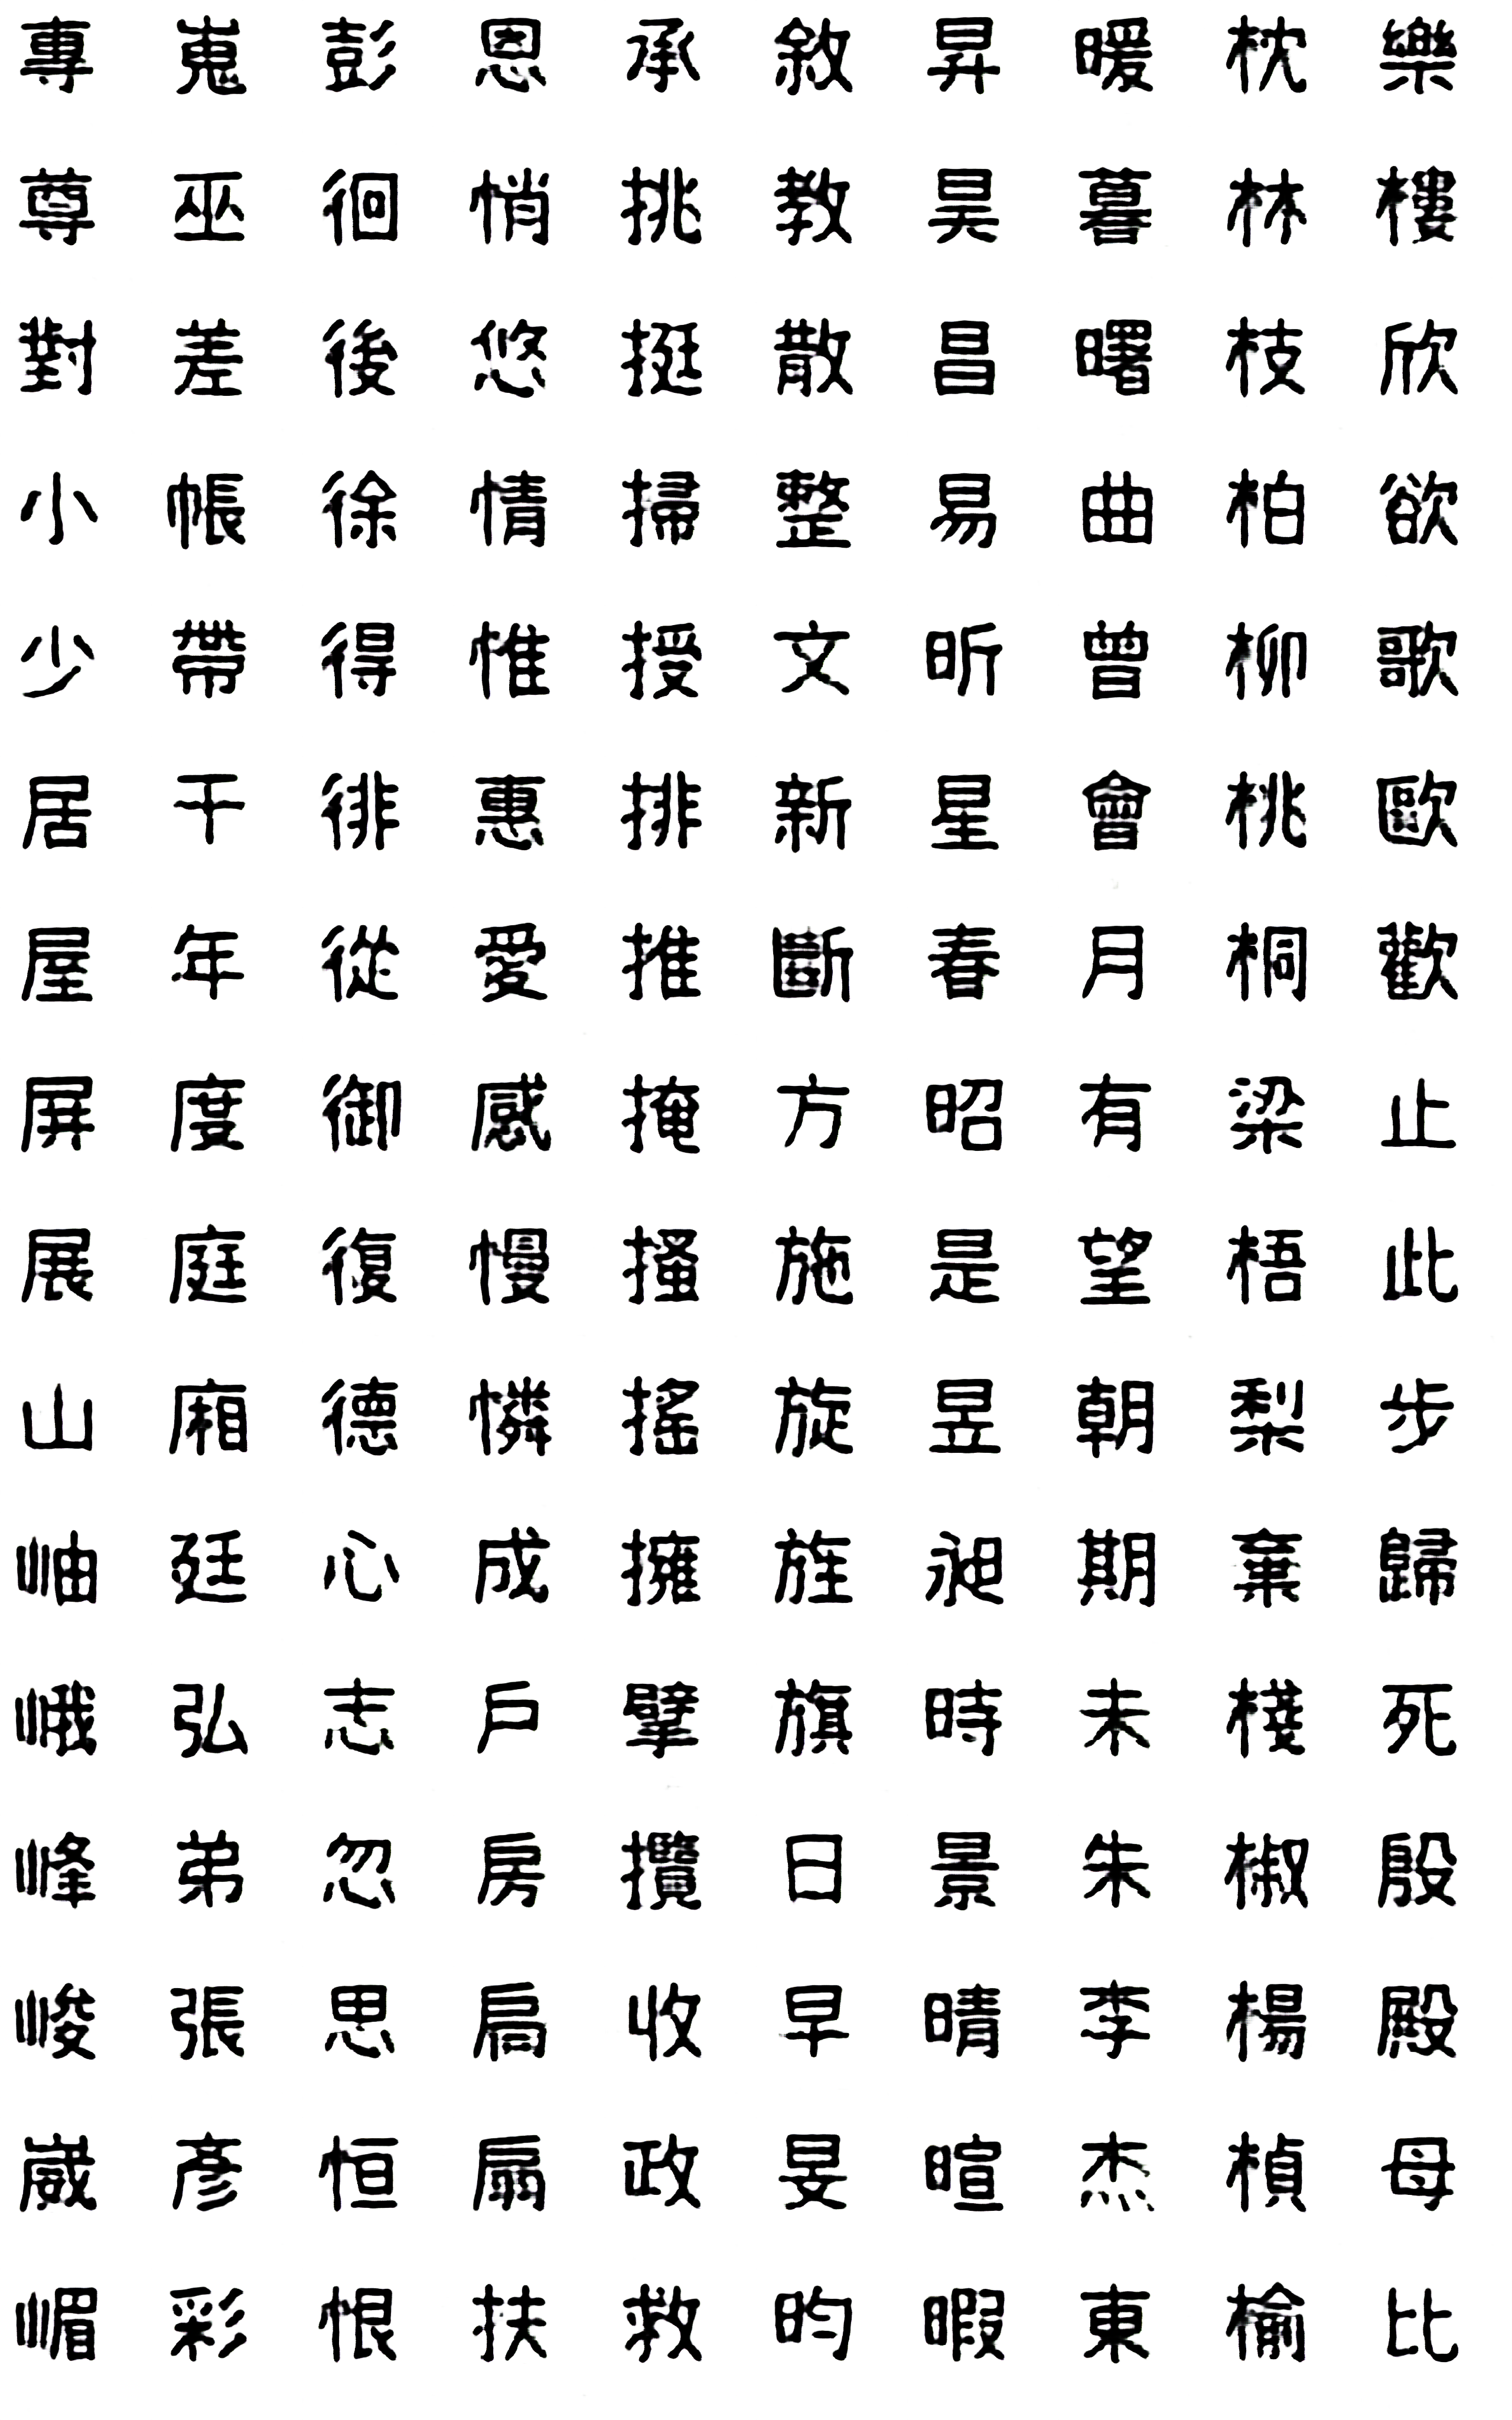 專尊對小少居屋屏展山岫峨峰峻崴嵋
嵬巫差帳帶干年度庭廂廷弘弟張彥彩
彭徊後徐得徘從御復德心志忽思恒恨
恩悄悠情惟惠愛感慢憐成戶房扃扇扶
承挑挺掃授排推掩搔搖擁擘攬收政救
敘教散整文新斷方施旋旌旗日早旻昀
昇昊昌易昕星春昭是昱昶時景晴暄暇
暖暮曙曲曾會月有望朝期未朱李杰東
枕林枝柏柳桃桐梁梧梨棄棧椒楊楨榆
樂樓欣欲歌歐歡止此步歸死殷殿母比